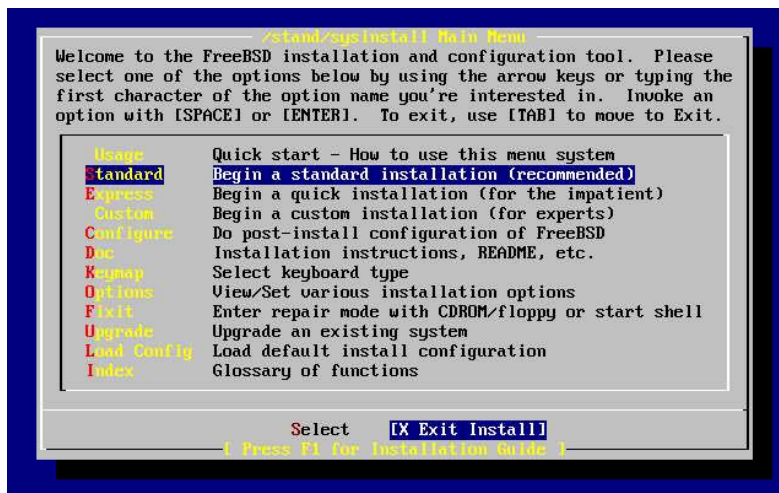 /stand/sysinstall Main Menu
Welcome to the FreeBSD installation and configuration tool.  Please
select one of the options below by using the arrow keys or typing the
first character of the option name you're interested in.  Invoke an
option with [SPACE] or [ENTER].  To exit, use [TAB] to move to Exit.
Usage Quick start - How to use this menu system
Standard Begin a standard installation (recommended)
Express Begin a quick installation (for the impatient)
Custom Begin a custom installation (for experts)
Configure Do post-install configuration of FreeBSD
Doc Installation instructions, README, etc.
Keymap Select keyboard type
Options View/Set various installation options
Fixit Enter repair mode with CDROM/floppy or start shell
Upgrade Upgrade an existing system
Load Config Load default install configuration
Index Glossary of functions
Select [X Exit Install]
[ Press F1 for Installation Guide ]